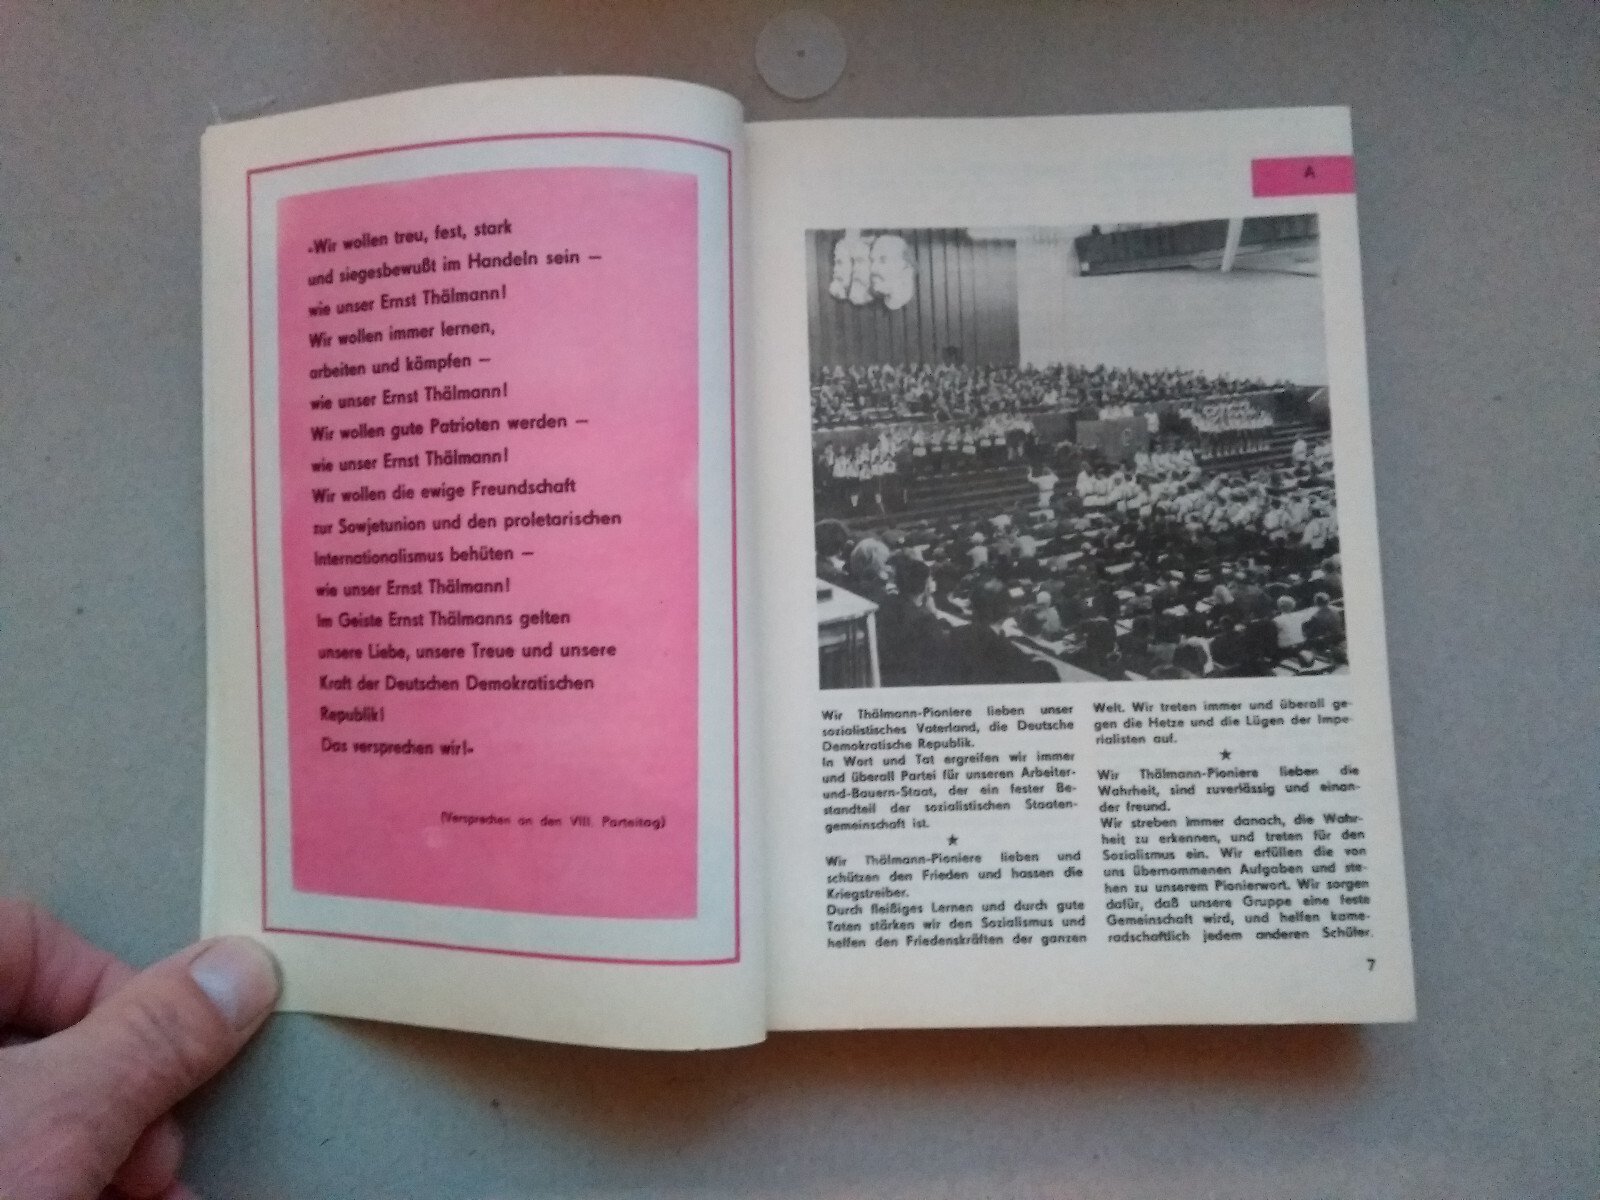 »Wir wollen treu, fest, stark
und siegesbewußt im Handeln sein —
wie unser Ernst Thälmann!
Wir wollen immer lernen,
arbeiten und kämpfen —
wie unser Ernst Thälmann!
Wir wollen gute Patrioten werden —
wie unser Ernst Thälmann!
Wir wollen die ewige Freundschaft
zur Sowjetunion und den proletarischen
Internationalismus behüten —
wie unser Ernst Thälmann!
Im Geiste Ernst Thälmanns gelten
unsere Liebe, unsere Treue und unsere
Kraft der Deutschen Demokratischen
Republik!
Das versprechen wir!«
(Versprechen an den VIII. Parteitag)
A
Wir Thälmann-Pioniere lieben unser
sozialistisches Vaterland, die Deutsche
Demokratische Republik.
In Wort und Tat ergreifen wir immer
und überall Partei für unseren Arbeiter-
und-Bauern-Staat, der ein fester Be-
standteil der sozialistischen Staaten-
gemeinschaft ist.
★
Wir Thälmann-Pioniere lieben und
schützen den Frieden und hassen die
Kriegstreiber.
Durch fleißiges Lernen und durch gute
Taten stärken wir den Sozialismus und
helfen den Friedenskräften der ganzen
Welt. Wir treten immer und überall ge-
gen die Hetze und die Lügen der Impe-
rialisten auf.
★
Wir Thälmann-Pioniere lieben die
Wahrheit, sind zuverlässig und einan-
der freund.
Wir streben immer danach, die Wahr-
heit zu erkennen, und treten für den
Sozialismus ein. Wir erfüllen die von
uns übernommenen Aufgaben und ste-
hen zu unserem Pionierwort. Wir sorgen
dafür, daß unsere Gruppe eine feste
Gemeinschaft wird, und helfen kame-
radschaftlich jedem anderen Schüler.
7